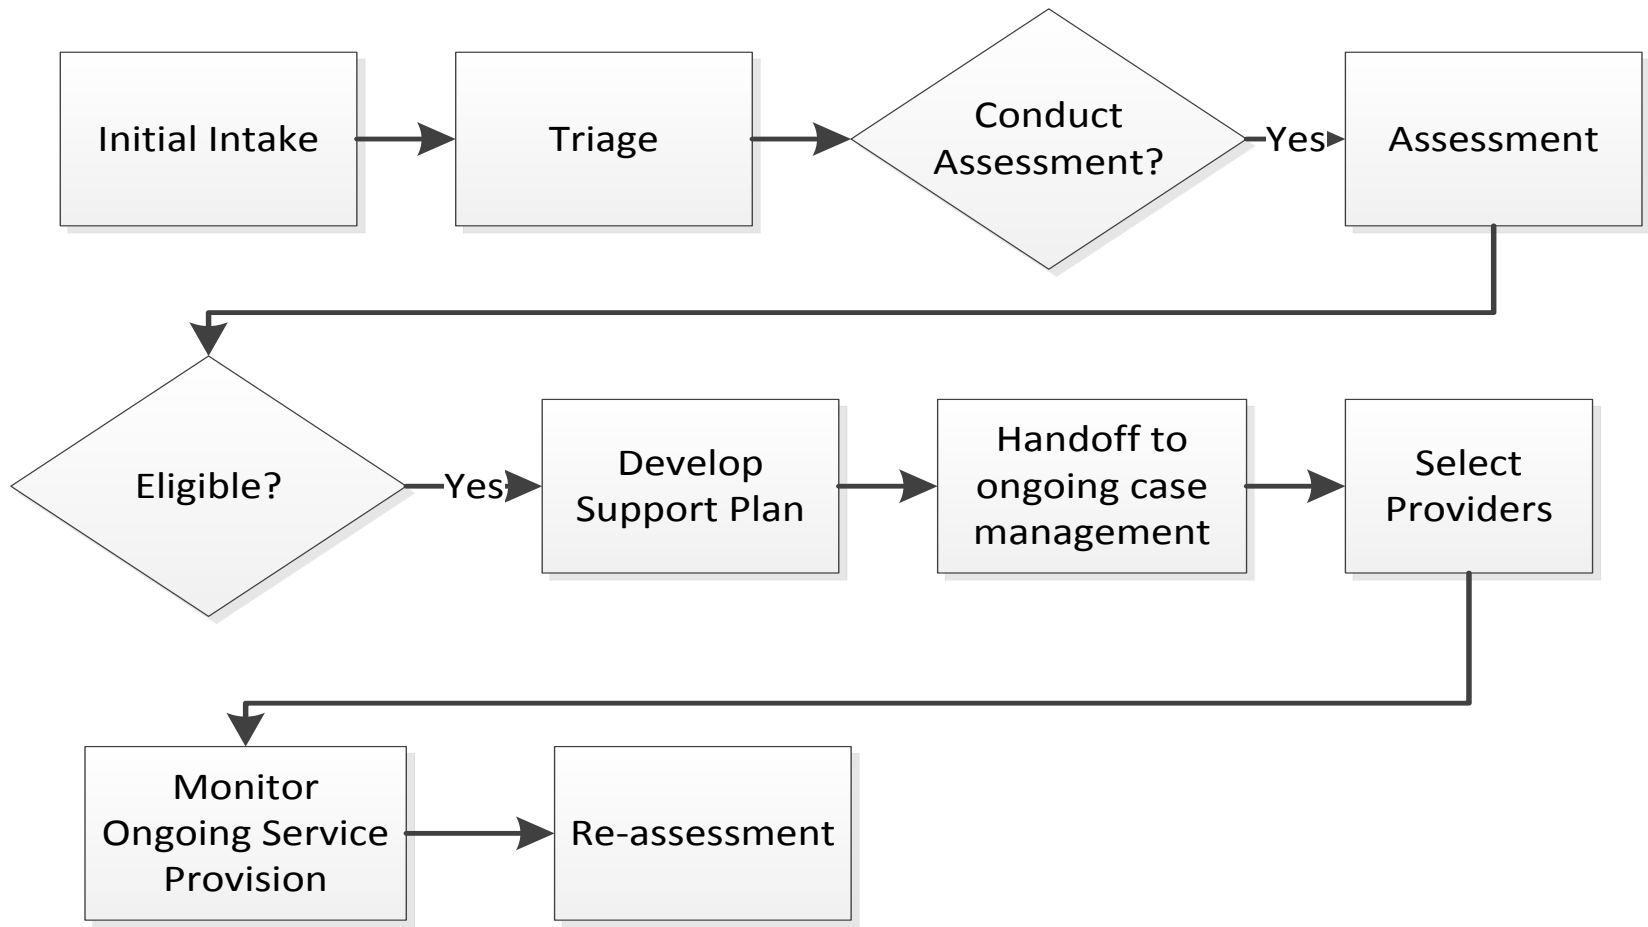 Initial Intake
Triage
Conduct
Assessment?
Yes
Assessment
Eligible?
Yes
Develop
Support Plan
Handoff to
ongoing case
management
Select
Providers
Monitor
Ongoing Service
Provision
Re-assessment